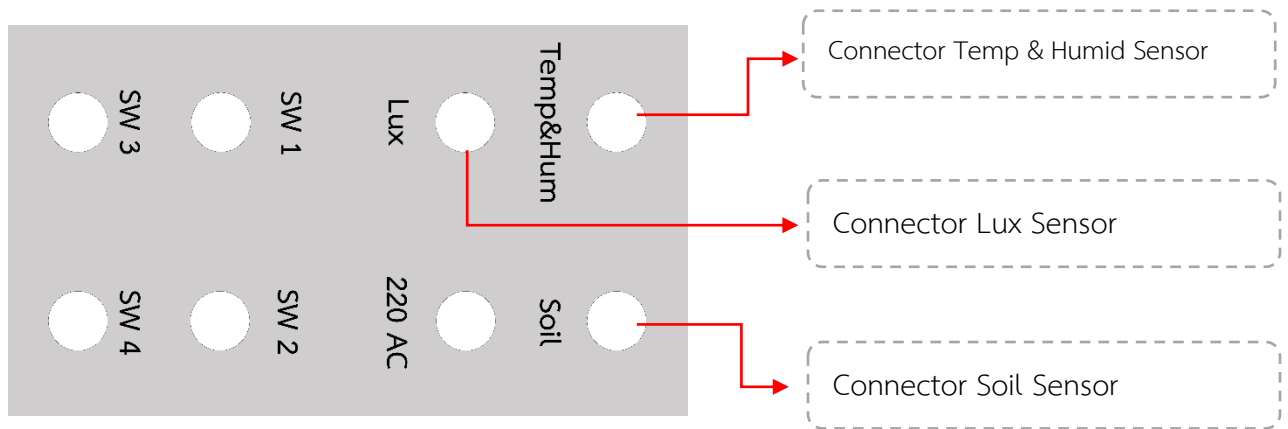 SW 3
SW 1
Lux
Temp&Hum
SW 4
SW 2
220 AC
Soil
Connector Temp & Humid Sensor
Connector Lux Sensor
Connector Soil Sensor